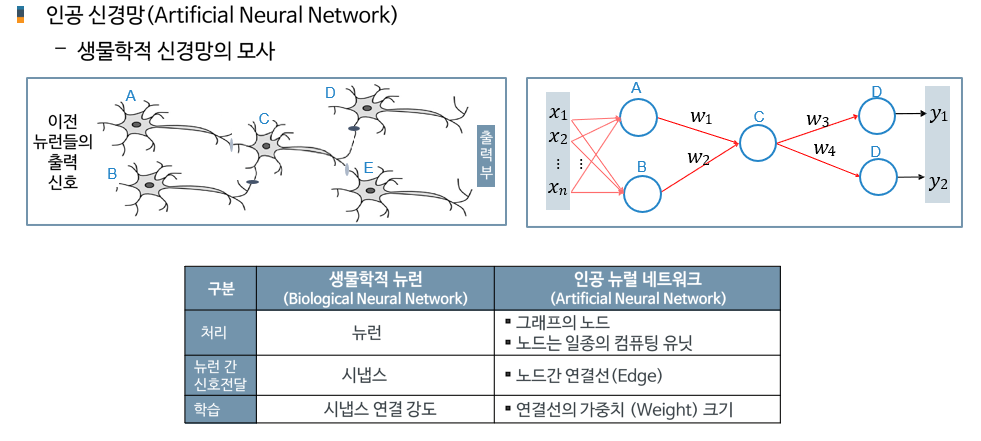 인공 신경망(Artificial Neural Network)
– 생물학적 신경망의 모사
이전
뉴런들의
출력
신호
A
B
C
D
E
출력부
x₁
x₂
⋮
xₙ
⋮
A
B
w₁
w₂
C
w₃
w₄
D
D
y₁
y₂
구분
생물학적 뉴런
(Biological Neural Network)
인공 뉴럴 네트워크
(Artificial Neural Network)
처리
뉴런
▪ 그래프의 노드
▪ 노드는 일종의 컴퓨팅 유닛
뉴런 간
신호전달
시냅스
▪ 노드간 연결선(Edge)
학습
시냅스 연결 강도
▪ 연결선의 가중치 (Weight) 크기